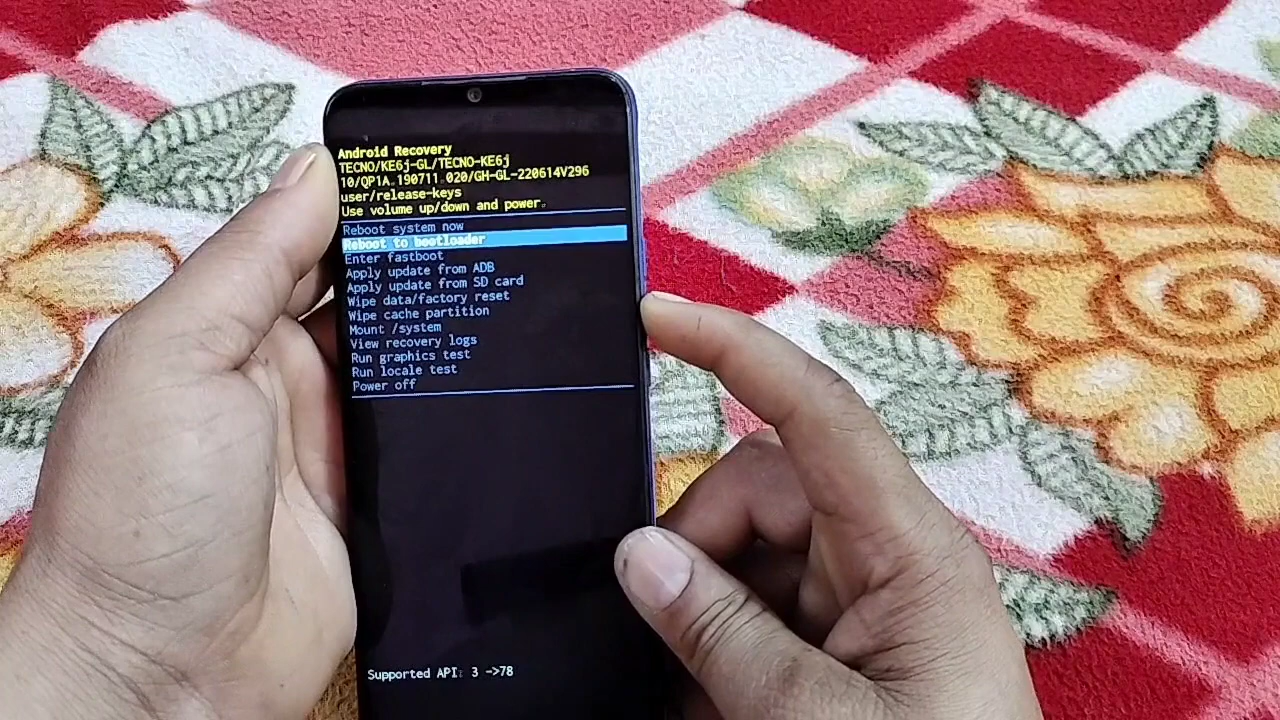 Android Recovery
TECNO/KE6j-GL/TECNO-KE6j
10/QP1A.190711.020/GH-GL-220614V296
user/release-keys
Use volume up/down and power.
Reboot system now
Reboot to bootloader
Enter fastboot
Apply update from ADB
Apply update from SD card
Wipe data/factory reset
Wipe cache partition
Mount /system
View recovery logs
Run graphics test
Run locale test
Power off
Supported API: 3 ->78